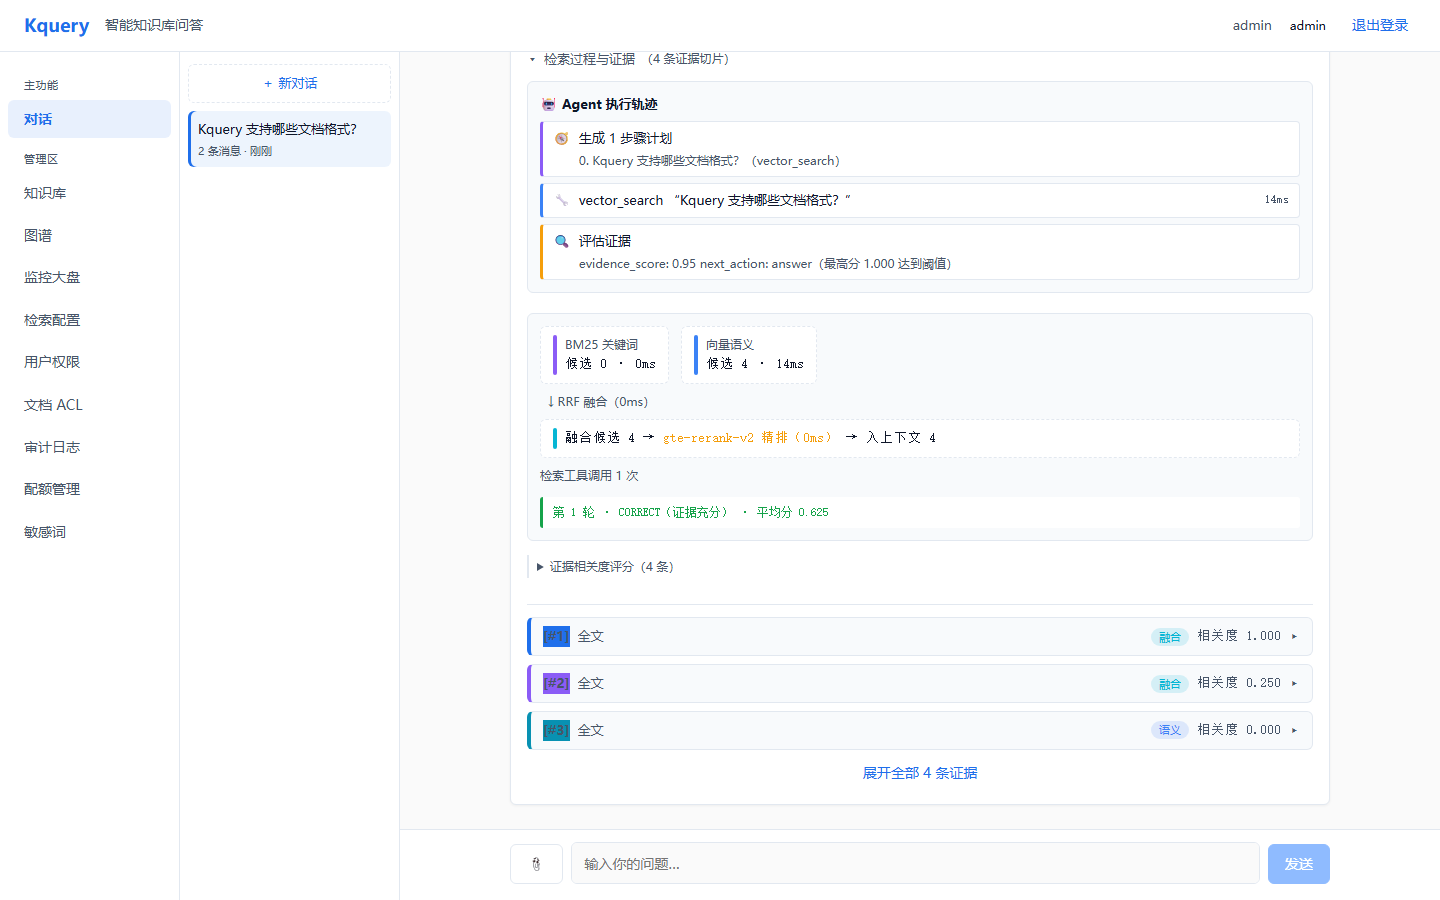 Kquery 智能知识库问答
admin admin 退出登录
主功能
对话
管理区
知识库
图谱
监控大盘
检索配置
用户权限
文档 ACL
审计日志
配额管理
敏感词
+ 新对话
Kquery 支持哪些文档格式？
2 条消息 · 刚刚
▾ 检索过程与证据 （4 条证据切片）
Agent 执行轨迹
生成 1 步骤计划
0. Kquery 支持哪些文档格式？ （vector_search）
vector_search “Kquery 支持哪些文档格式？” 14ms
评估证据
evidence_score: 0.95 next_action: answer（最高分 1.000 达到阈值）
BM25 关键词
候选 0 · 0ms
向量语义
候选 4 · 14ms
↓ RRF 融合（0ms）
融合候选 4 → gte-rerank-v2 精排（0ms） → 入上下文 4
检索工具调用 1 次
第 1 轮 · CORRECT（证据充分） · 平均分 0.625
▶ 证据相关度评分（4 条）
[#1] 全文 融合 相关度 1.000 ▸
[#2] 全文 融合 相关度 0.250 ▸
[#3] 全文 语义 相关度 0.000 ▸
展开全部 4 条证据
输入你的问题...
发送